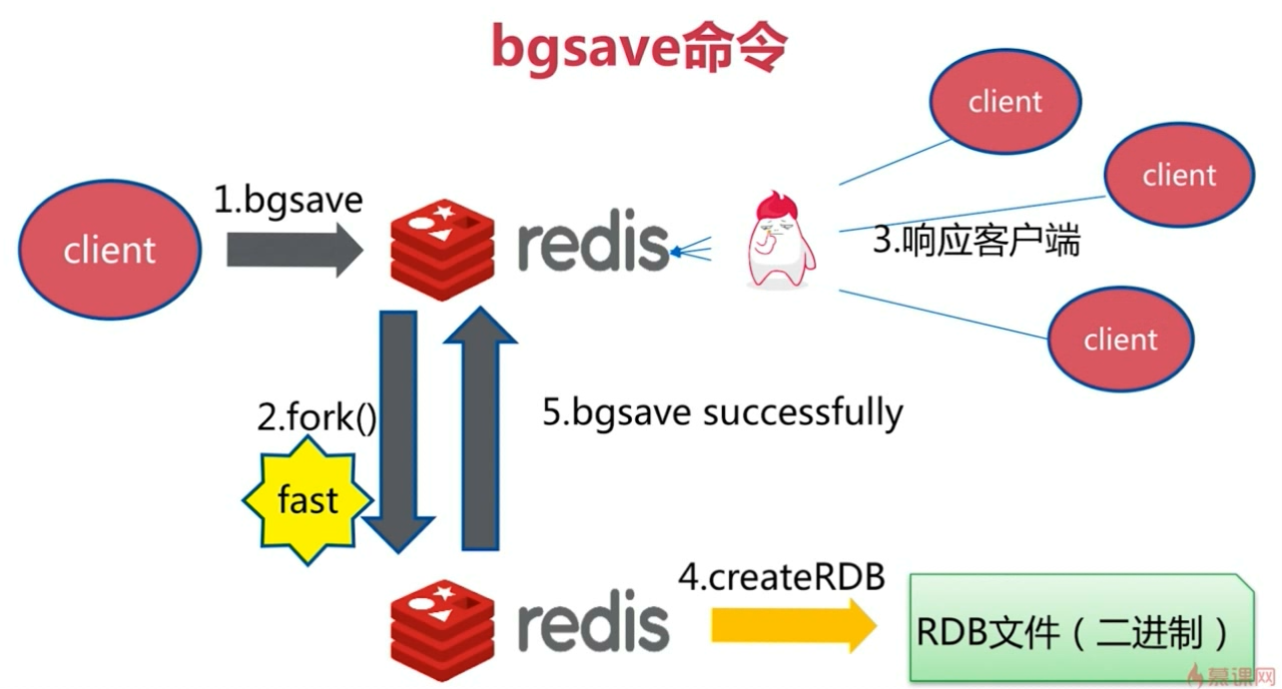 bgsave命令
client
client
1.bgsave
client
redis
3.响应客户端
client
2.fork()
5.bgsave successfully
fast
4.createRDB
redis
RDB文件（二进制）
慕课网